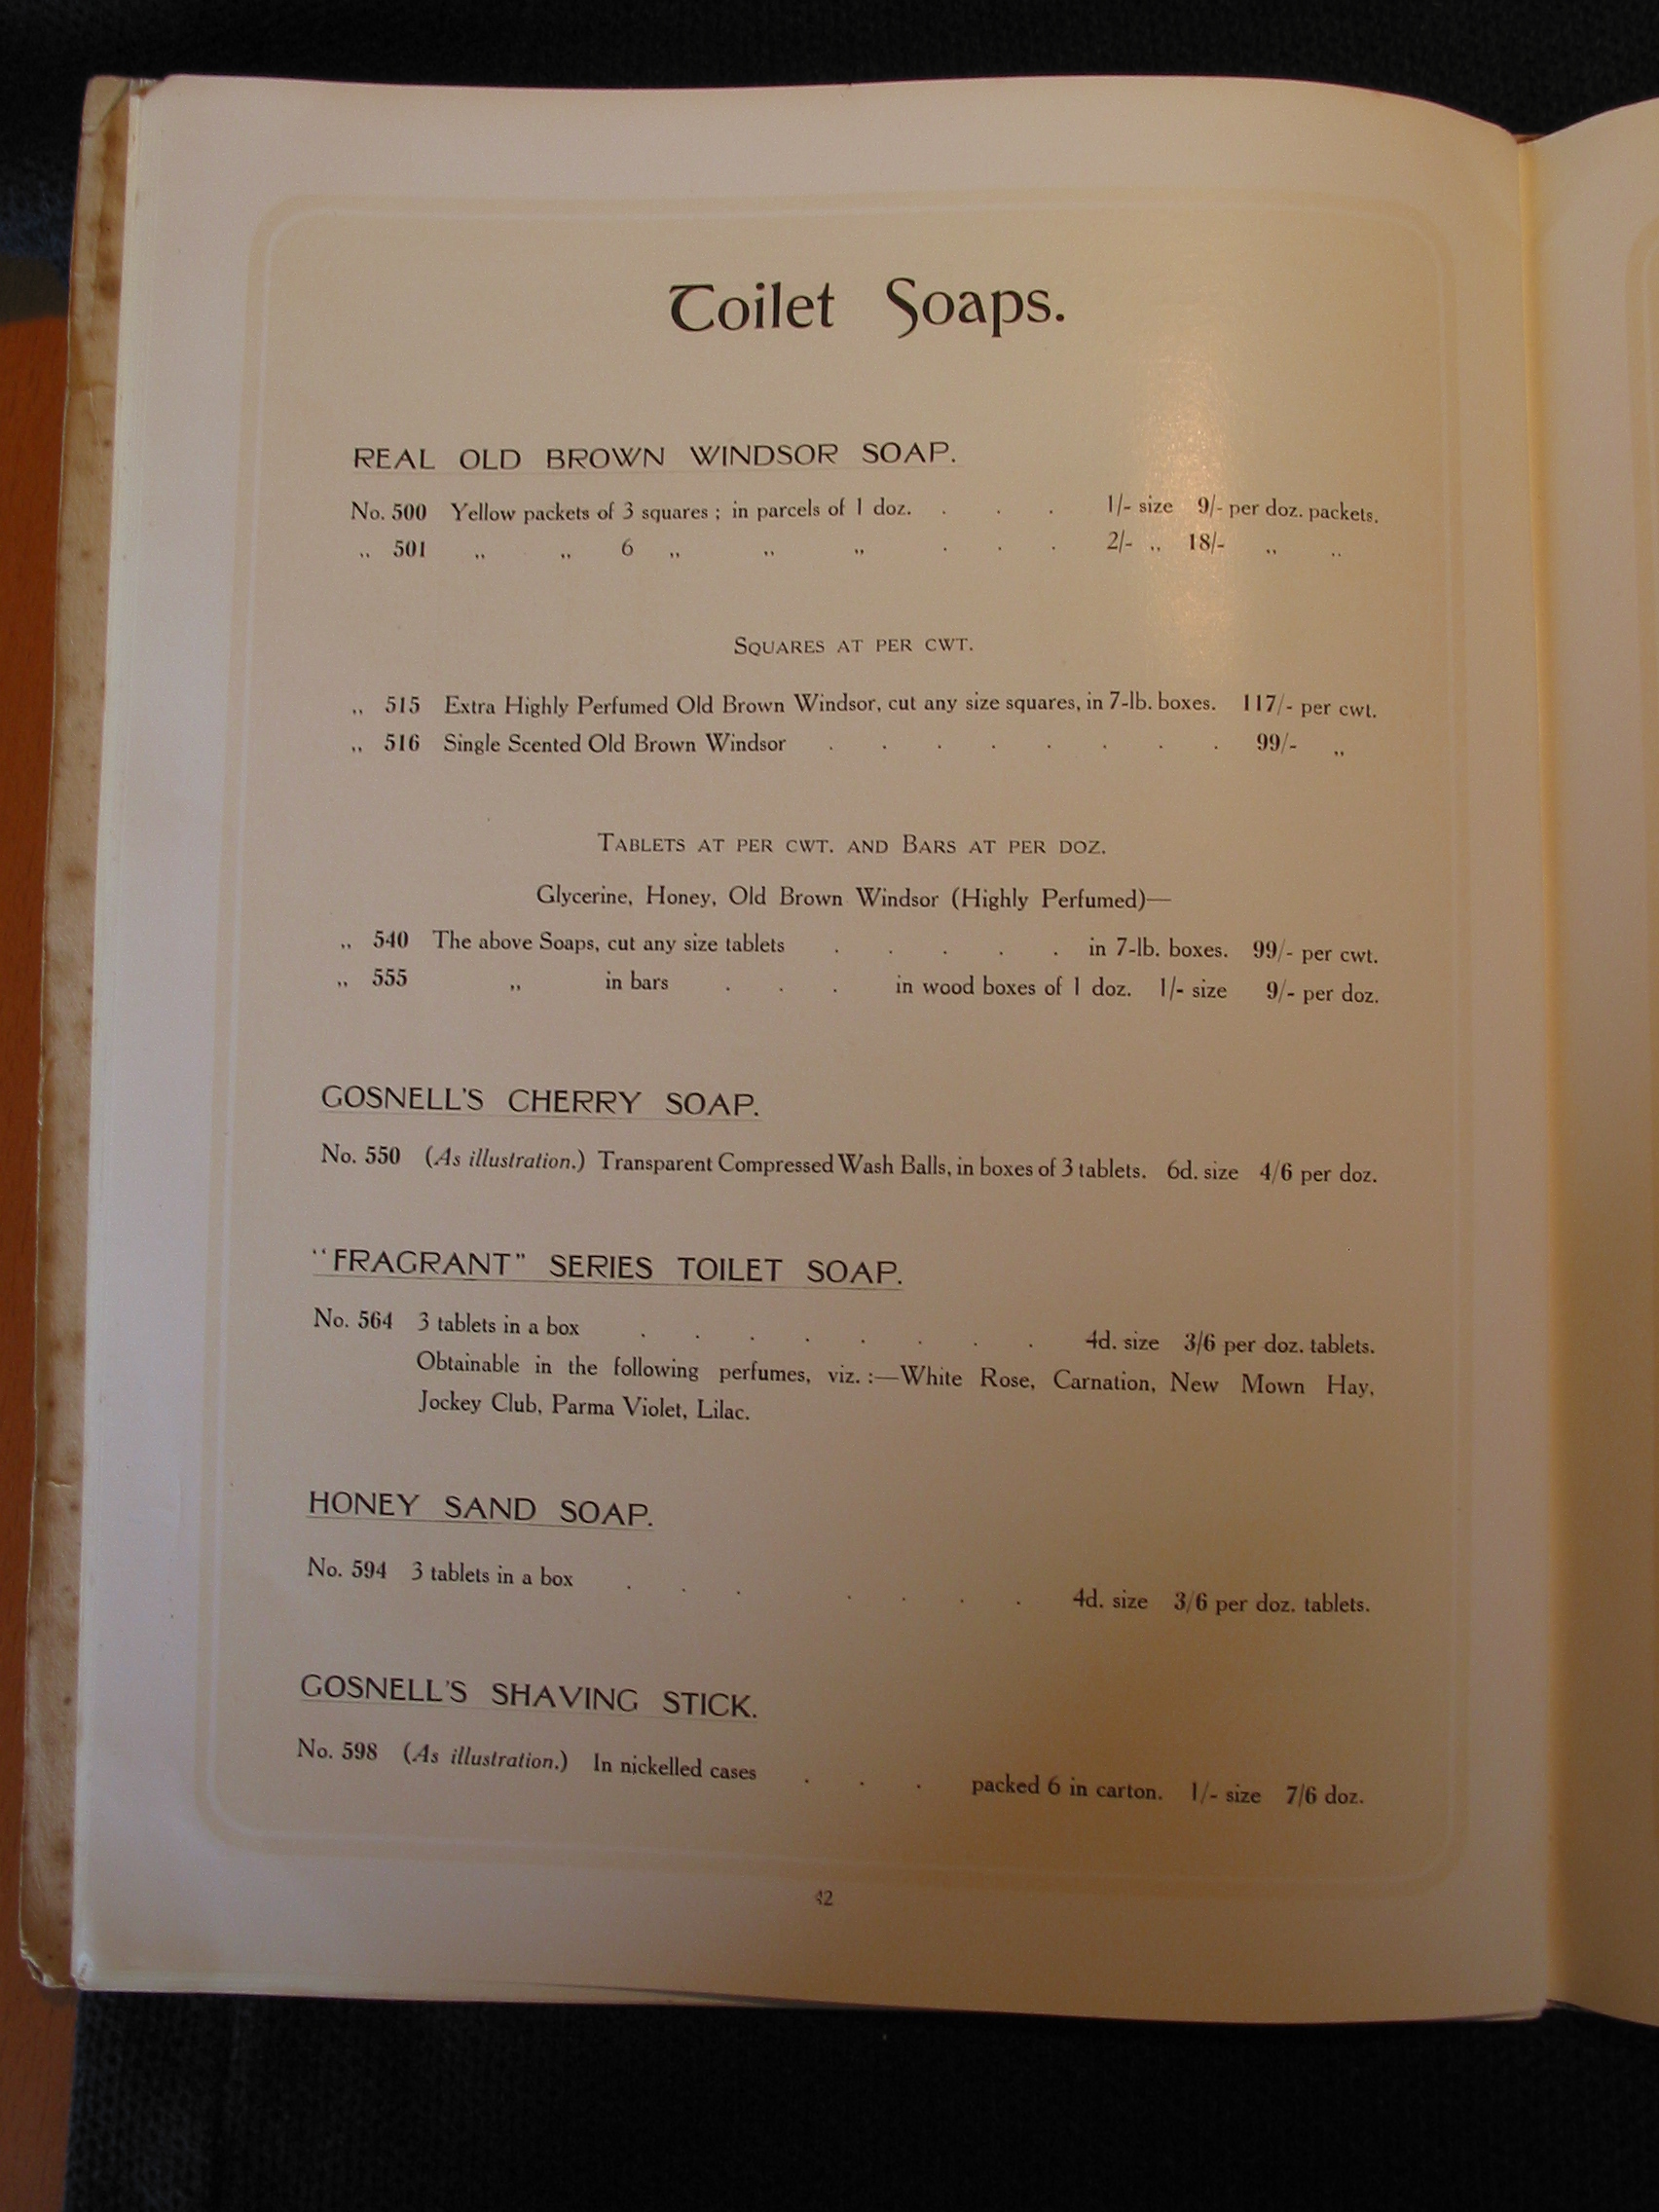 Toilet Soaps.
REAL OLD BROWN WINDSOR SOAP.
No. 500 Yellow packets of 3 squares ; in parcels of 1 doz. . . . 1/- size 9/- per doz. packets.
,, 501 ,, ,, 6 ,, ,, ,, . . . 2/- ,, 18/- ,, ,,
SQUARES AT PER CWT.
,, 515 Extra Highly Perfumed Old Brown Windsor, cut any size squares, in 7-lb. boxes. 117/- per cwt.
,, 516 Single Scented Old Brown Windsor . . . . . . . . 99/- ,,
TABLETS AT PER CWT. AND BARS AT PER DOZ.
Glycerine, Honey, Old Brown Windsor (Highly Perfumed)—
,, 540 The above Soaps, cut any size tablets . . . . . in 7-lb. boxes. 99/- per cwt.
,, 555 ,, in bars . . . in wood boxes of 1 doz. 1/- size 9/- per doz.
GOSNELL'S CHERRY SOAP.
No. 550 (As illustration.) Transparent Compressed Wash Balls, in boxes of 3 tablets. 6d. size 4/6 per doz.
"FRAGRANT" SERIES TOILET SOAP.
No. 564 3 tablets in a box . . . . . . . . 4d. size 3/6 per doz. tablets.
Obtainable in the following perfumes, viz. :—White Rose, Carnation, New Mown Hay,
Jockey Club, Parma Violet, Lilac.
HONEY SAND SOAP.
No. 594 3 tablets in a box . . . . . . . 4d. size 3/6 per doz. tablets.
GOSNELL'S SHAVING STICK.
No. 598 (As illustration.) In nickelled cases . . . packed 6 in carton. 1/- size 7/6 doz.
42